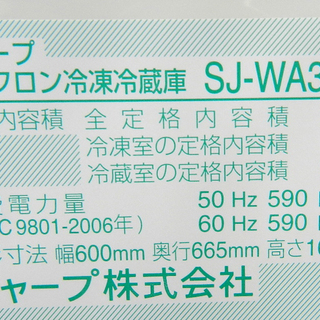 ープ
フロン冷凍冷蔵庫 SJ-WA3
内容積 全定格内容積
冷凍室の定格内容積
冷蔵室の定格内容積
電力量 50 Hz 590
C 9801-2006年) 60 Hz 590
寸法 幅600mm 奥行665mm 高さ1
ャープ株式会社